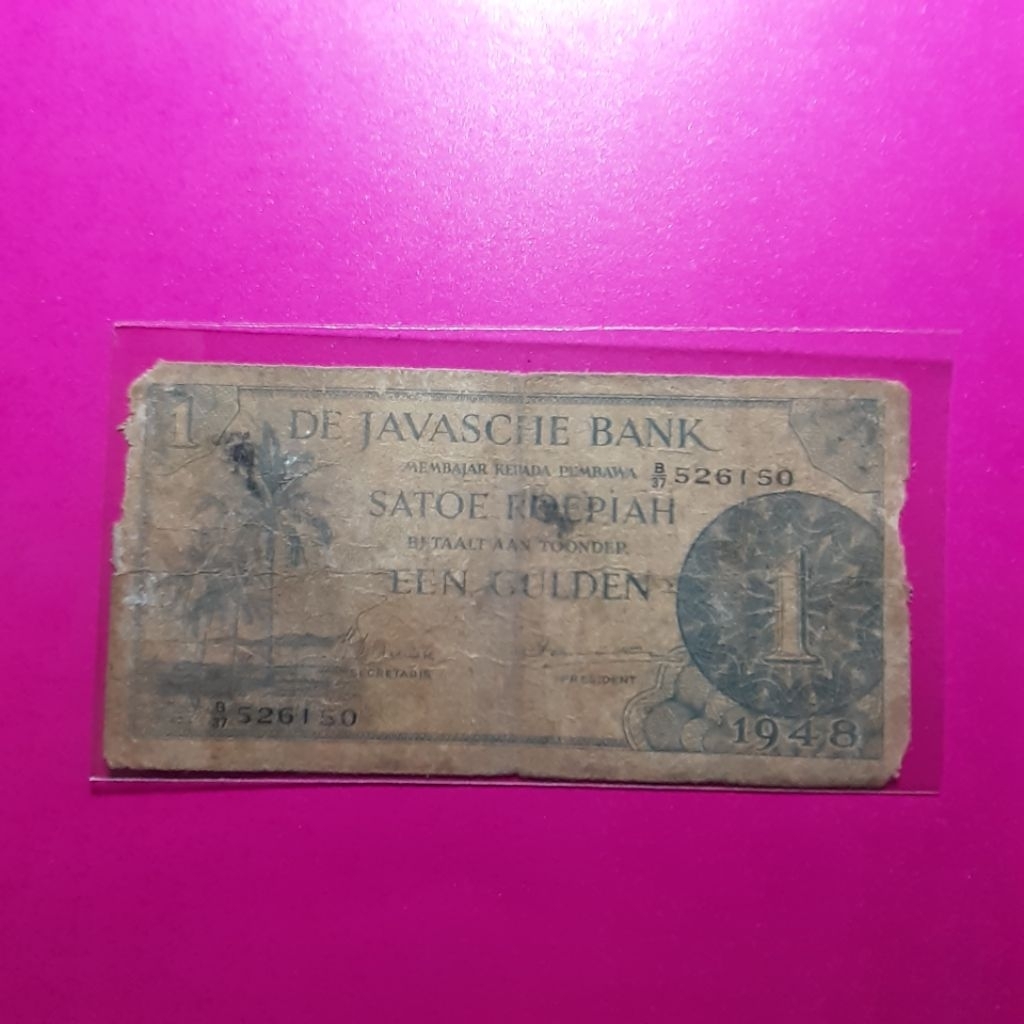 1
DE JAVASCHE BANK
MEMBAJAR KEPADA PEMBAWA B/37 526150
SATOE ROEPIAH
BETAALT AAN TOONDER
EEN GULDEN
1
SECRETARIS PRESIDENT
B/37 526150
1948